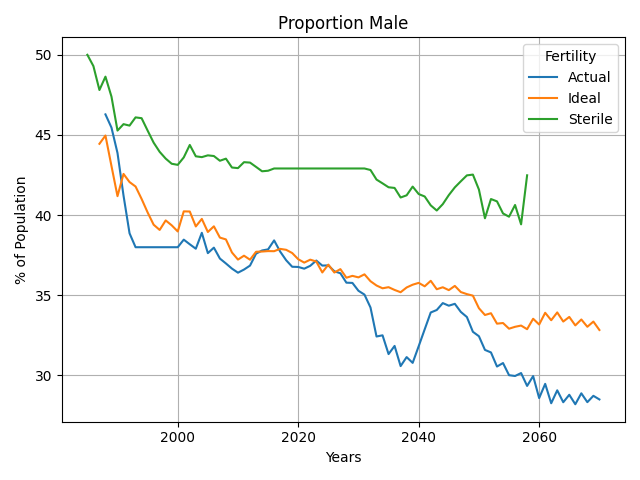 Proportion Male
Fertility
Actual
Ideal
Sterile
% of Population
50
45
40
35
30
2000
2020
2040
2060
Years